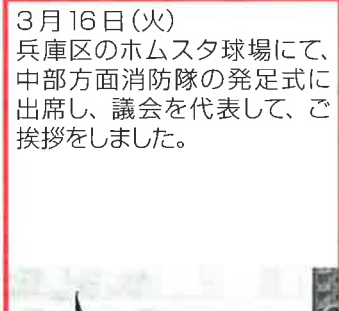 3月16日(火)
兵庫区のホムスタ球場にて、
中部方面消防隊の発足式に
出席し、議会を代表して、ご
挨拶をしました。